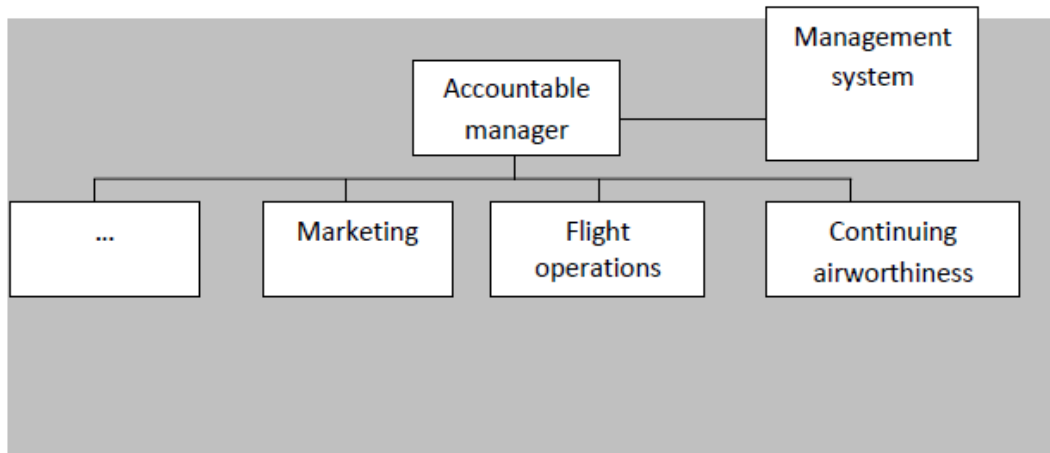 Management
system
Accountable
manager
...
Marketing
Flight
operations
Continuing
airworthiness